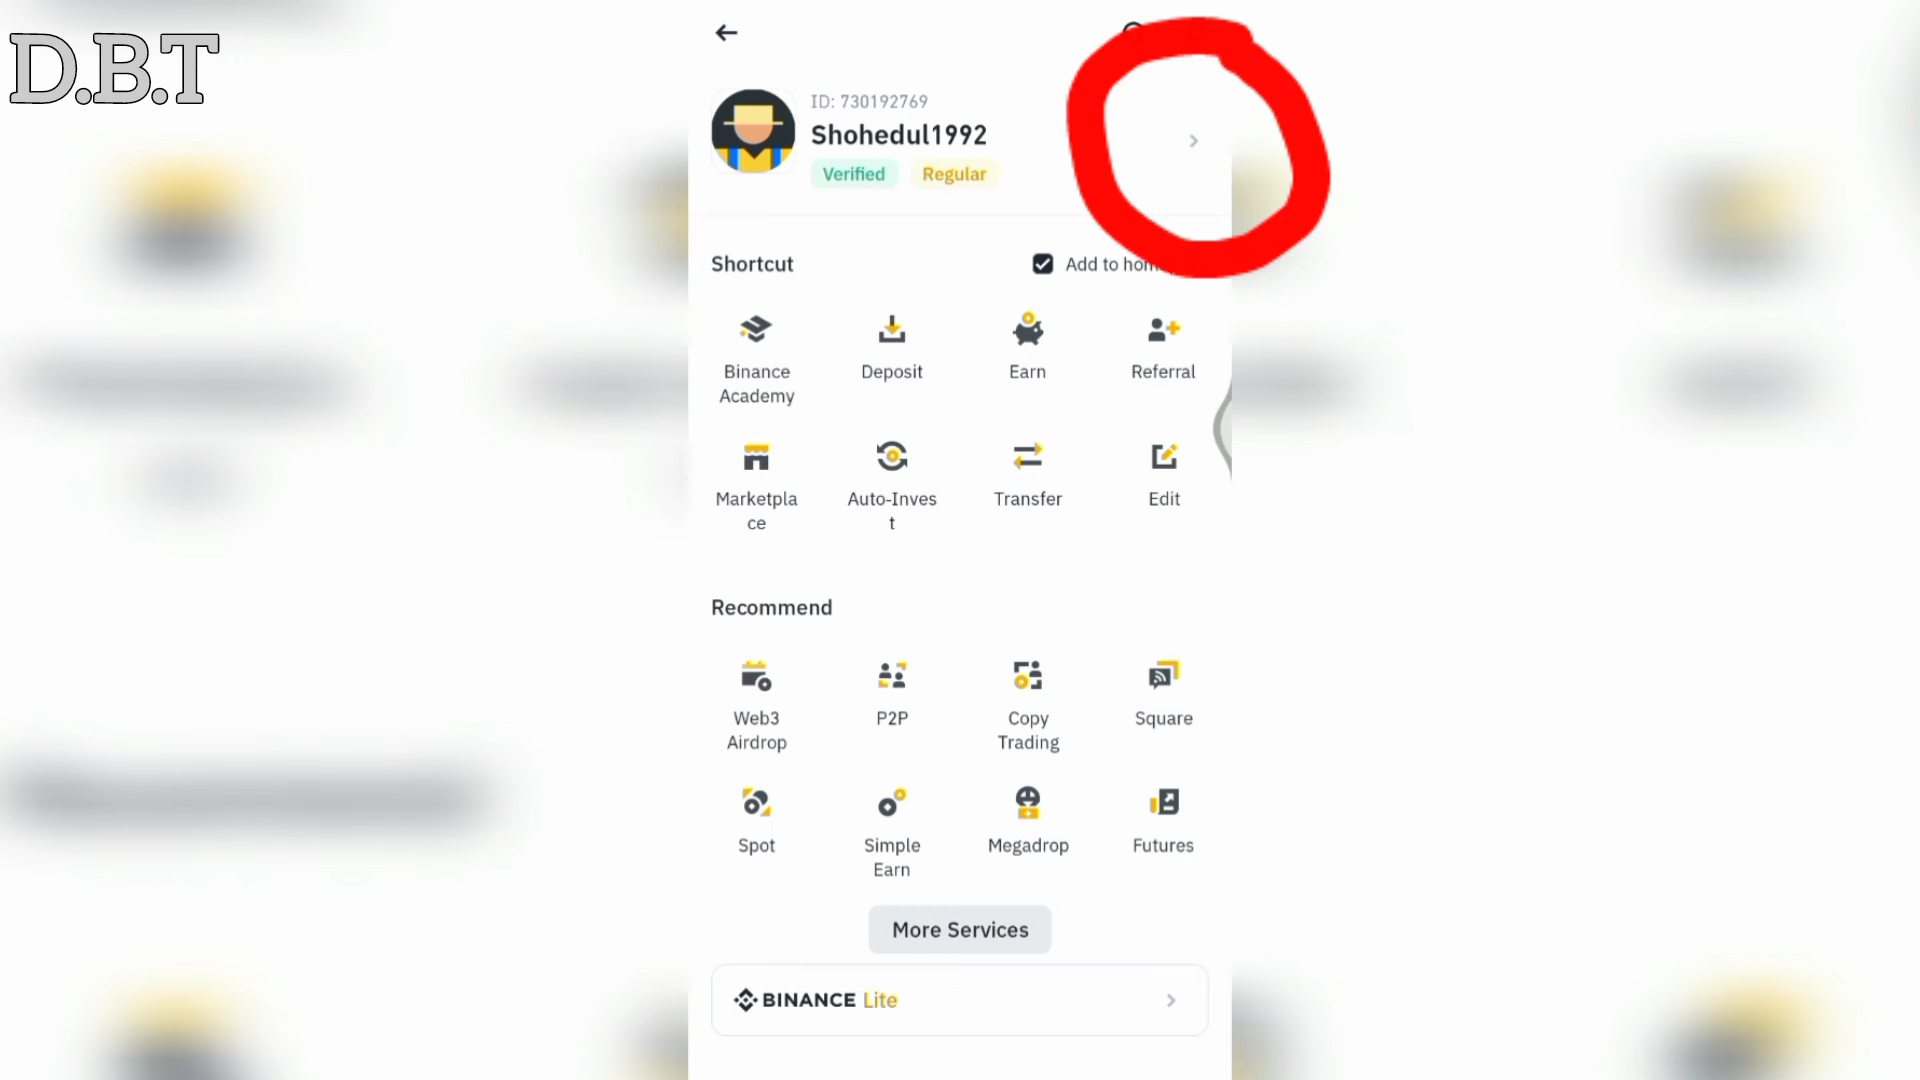 D.B.T
ID: 730192769
Shohedul1992
Verified Regular
Shortcut
Add to hom
Binance Deposit Earn Referral
Academy
Marketpla Auto-Inves Transfer Edit
ce t
Recommend
Web3 P2P Copy Square
Airdrop Trading
Spot Simple Megadrop Futures
Earn
More Services
BINANCE Lite